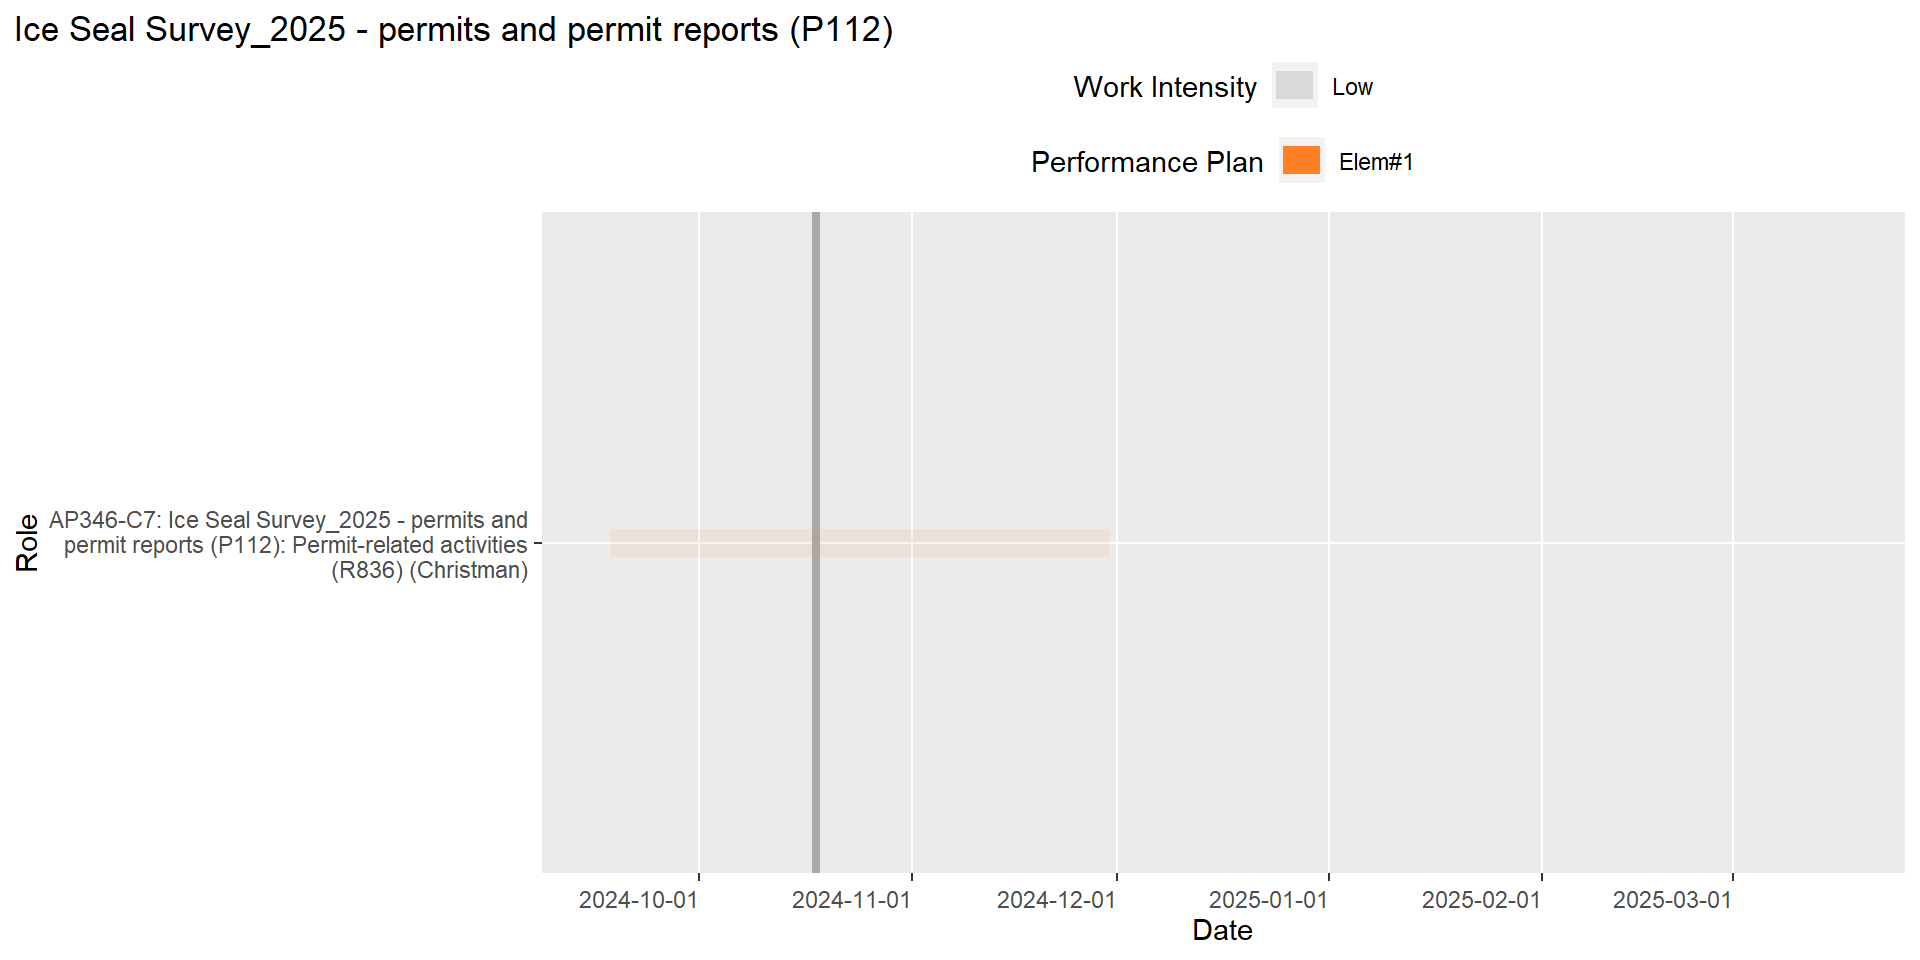 Ice Seal Survey_2025 - permits and permit reports (P112)
Work Intensity Low
Performance Plan Elem#1
Role
AP346-C7: Ice Seal Survey_2025 - permits and
permit reports (P112): Permit-related activities
(R836) (Christman)
2024-10-01 2024-11-01 2024-12-01 2025-01-01 2025-02-01 2025-03-01
Date